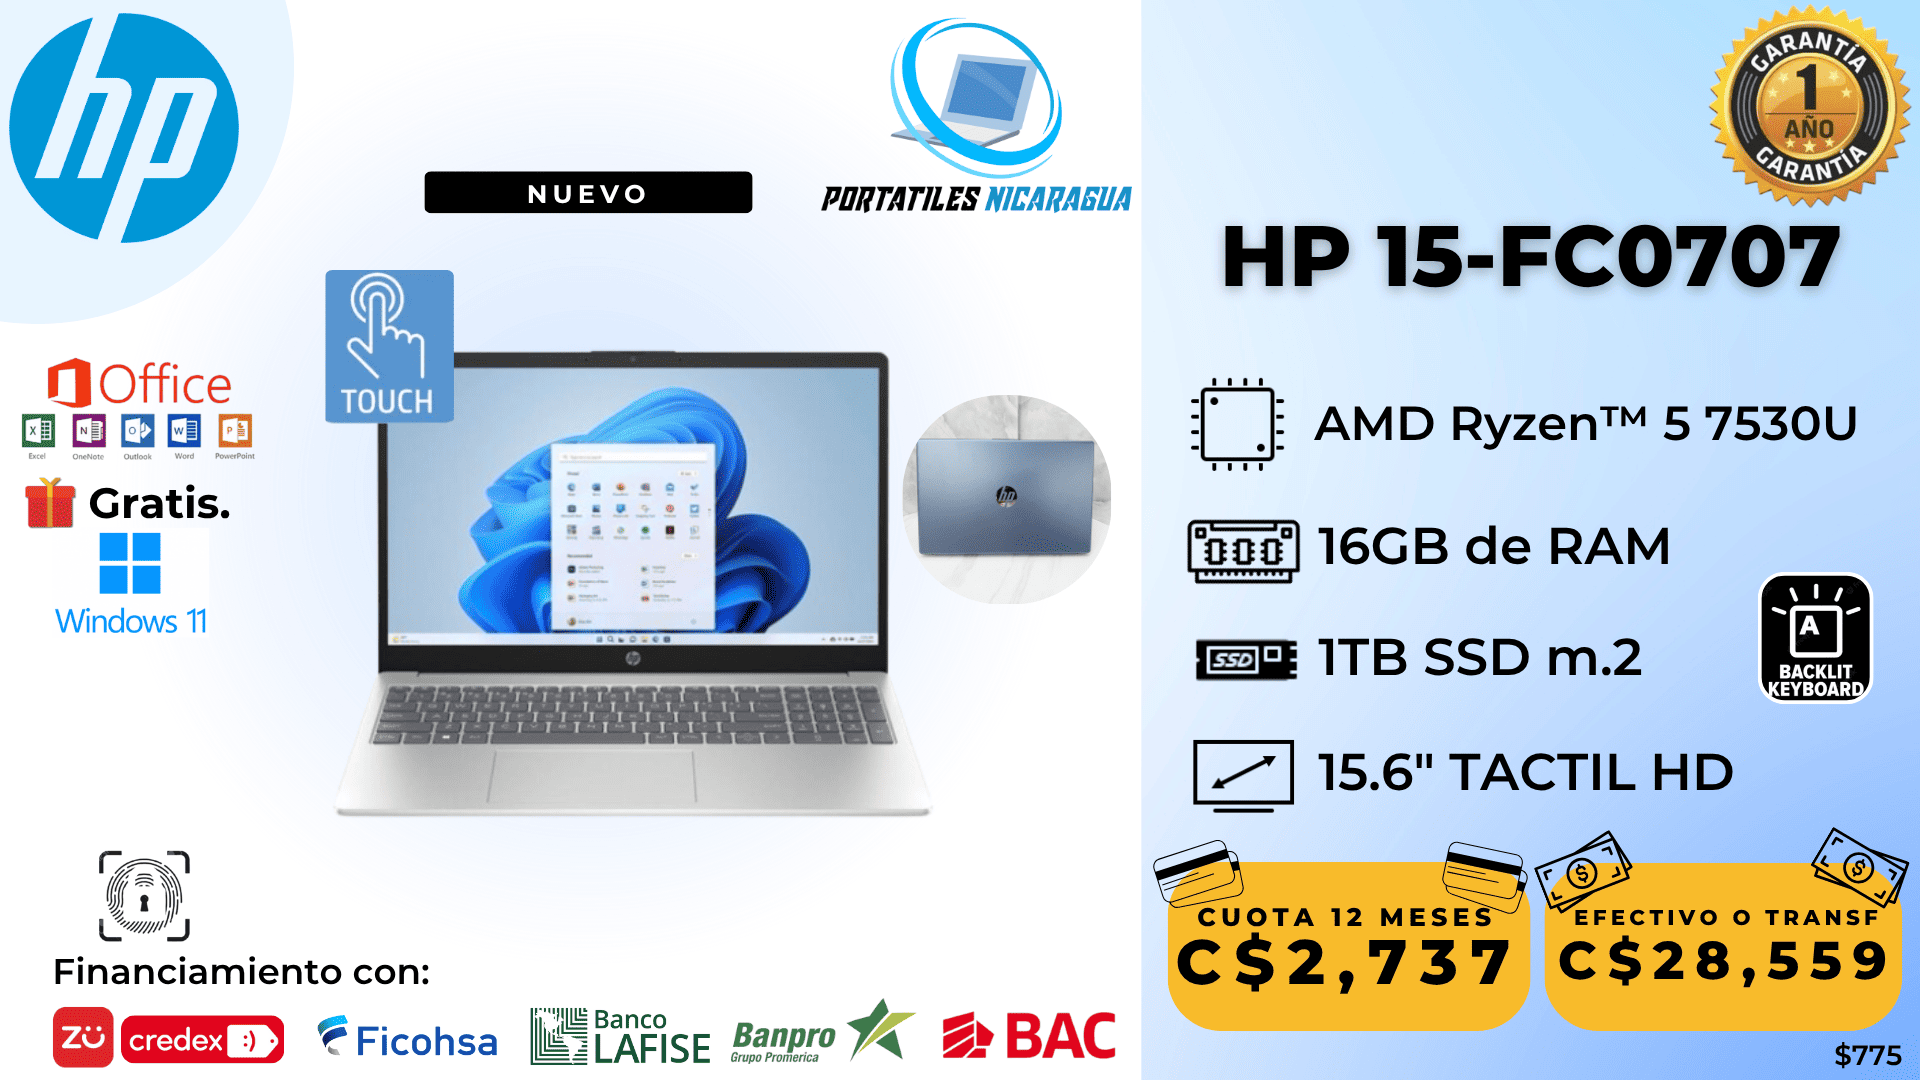 hp
NUEVO
PORTATILES NICARAGUA
GARANTÍA
1
AÑO
GARANTÍA
HP 15-FC0707
TOUCH
Office
Excel
OneNote
Outlook
Word
PowerPoint
Gratis.
Windows 11
hp
AMD Ryzen™ 5 7530U
16GB de RAM
SSD
1TB SSD m.2
A
BACKLIT
KEYBOARD
15.6" TACTIL HD
CUOTA 12 MESES
C$2,737
EFECTIVO O TRANSF
C$28,559
$775
Financiamiento con:
zü
credex
Ficohsa
Banco
LAFISE
Banpro
Grupo Promerica
BAC